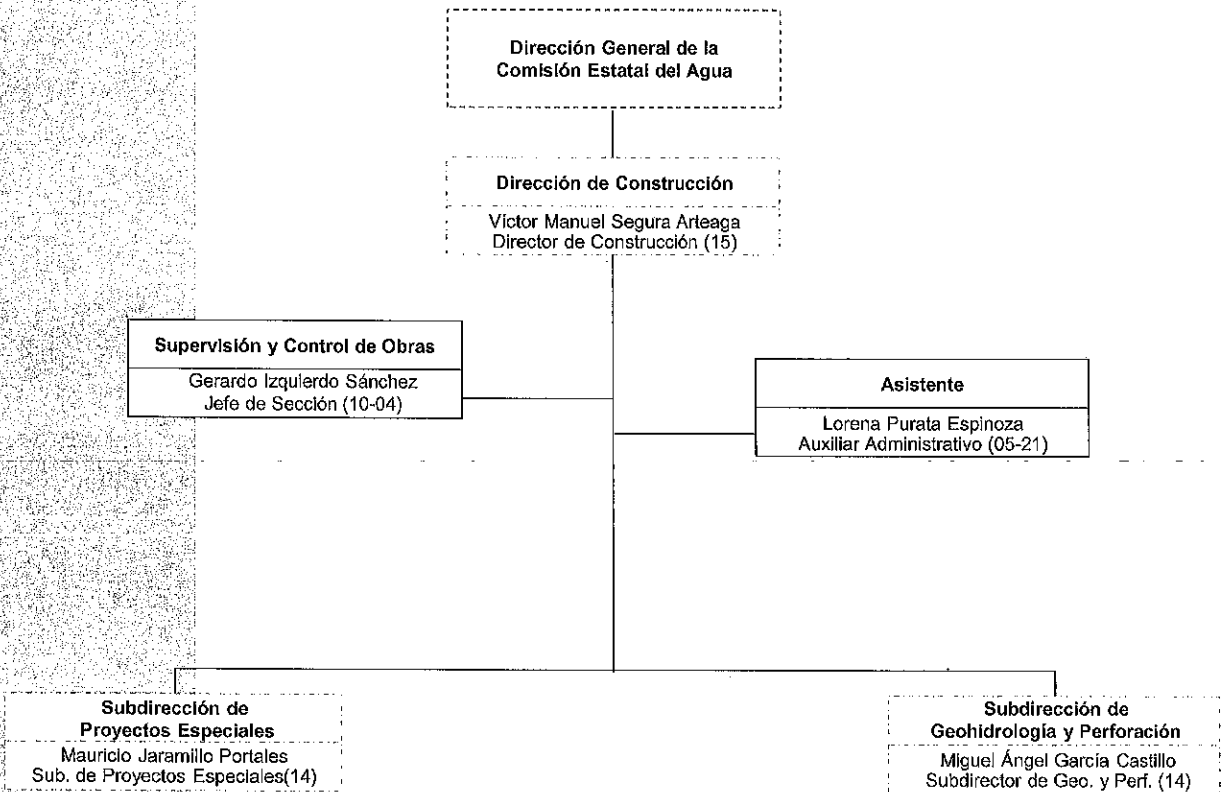 Dirección General de la
Comisión Estatal del Agua
Dirección de Construcción
Víctor Manuel Segura Arteaga
Director de Construcción (15)
Supervisión y Control de Obras
Gerardo Izquierdo Sánchez
Jefe de Sección (10-04)
Asistente
Lorena Purata Espinoza
Auxiliar Administrativo (05-21)
Subdirección de
Proyectos Especiales
Mauricio Jaramillo Portales
Sub. de Proyectos Especiales(14)
Subdirección de
Geohidrología y Perforación
Miguel Ángel García Castillo
Subdirector de Geo. y Perf. (14)